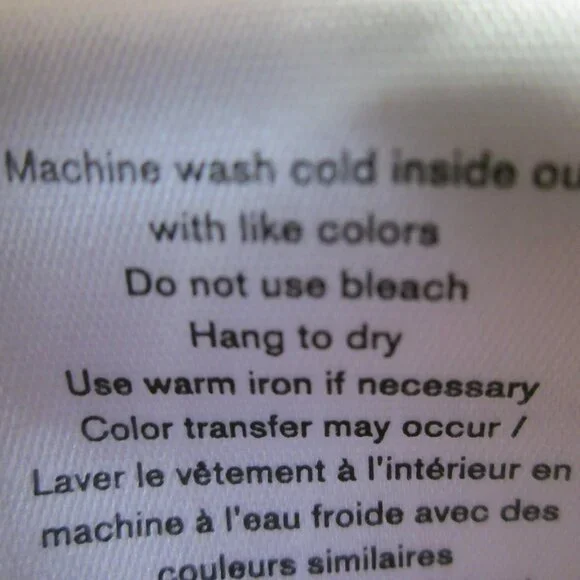 Machine wash cold inside ou
with like colors
Do not use bleach
Hang to dry
Use warm iron if necessary
Color transfer may occur /
Laver le vêtement à l'intérieur en
machine à l'eau froide avec des
couleurs similaires